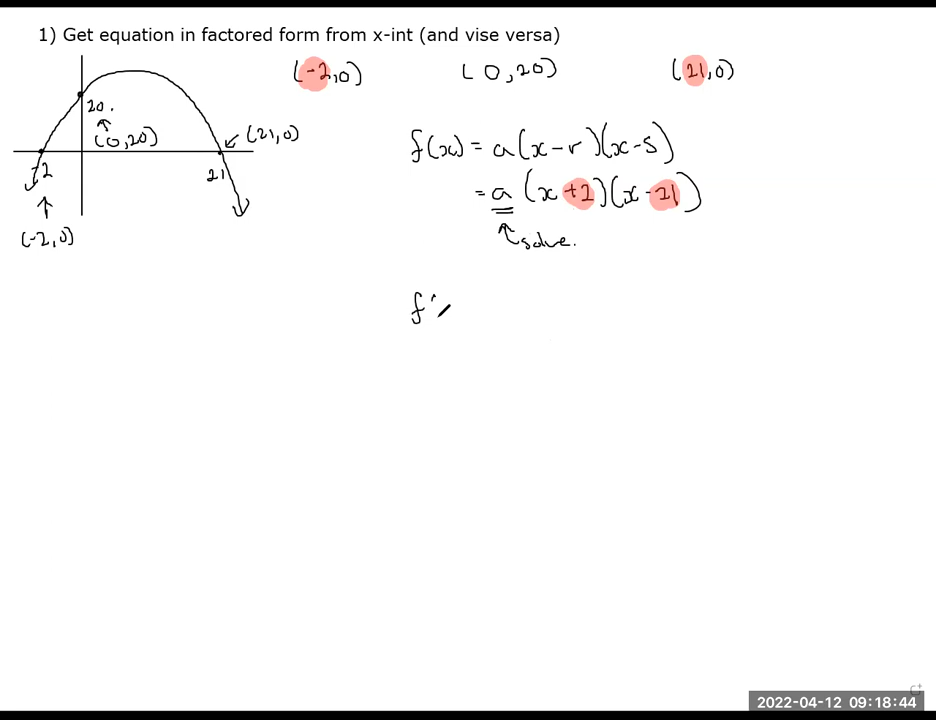 1) Get equation in factored form from x-int (and vise versa)
(-2,0) (0,20) (21,0)
20.
(0,20)
(21,0)
-2
21
(-2,0)
f(x) = a(x-r)(x-s)
= a (x+2)(x-21)
solve.
f
2022-04-12 09:18:44